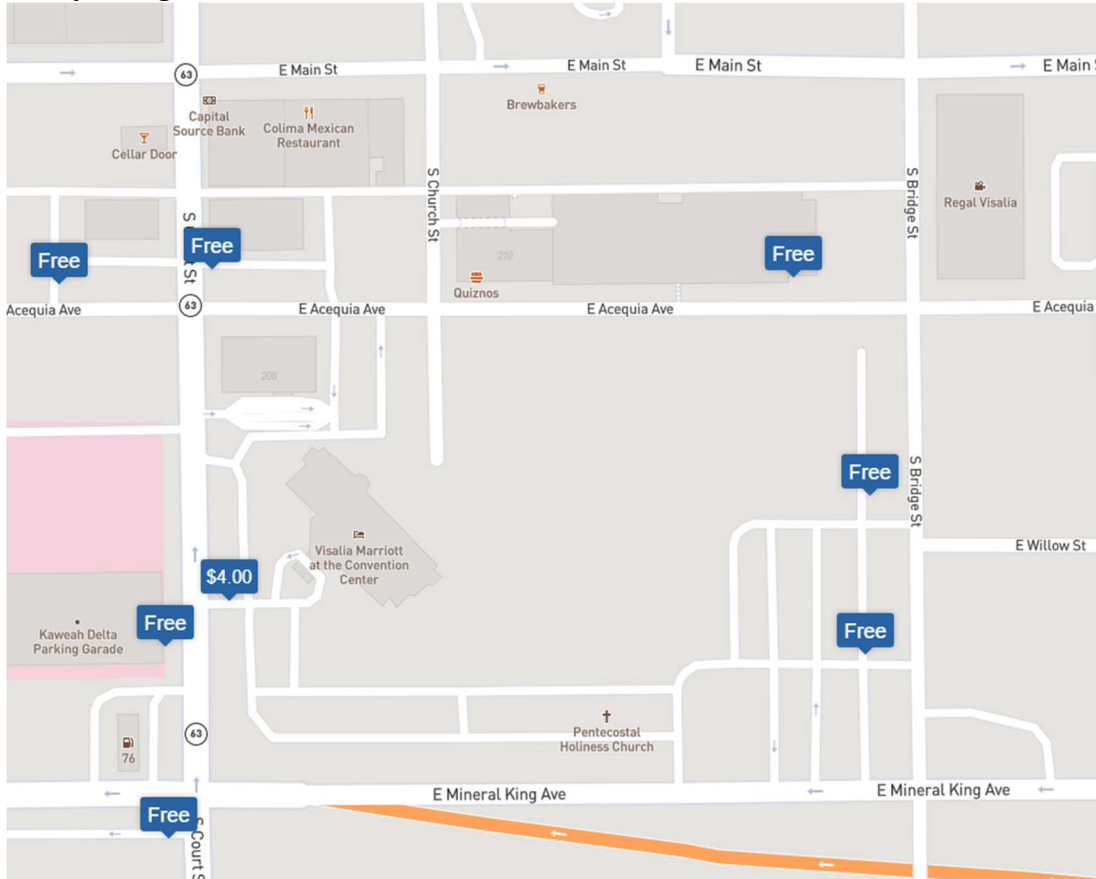 63
E Main St
E Main St
E Main St
E Main
Capital
Source Bank
Colima Mexican
Restaurant
Brewbakers
Cellar Door
S Church St
S Bridge St
Regal Visalia
Free
Free
Free
210
Quiznos
Acequia Ave
63
E Acequia Ave
E Acequia Ave
E Acequia
200
Free
S Bridge St
Visalia Marriott
at the Convention
Center
E Willow St
$4.00
Free
Free
Kaweah Delta
Parking Garade
63
76
Pentecostal
Holiness Church
E Mineral King Ave
E Mineral King Ave
Free
S Court S